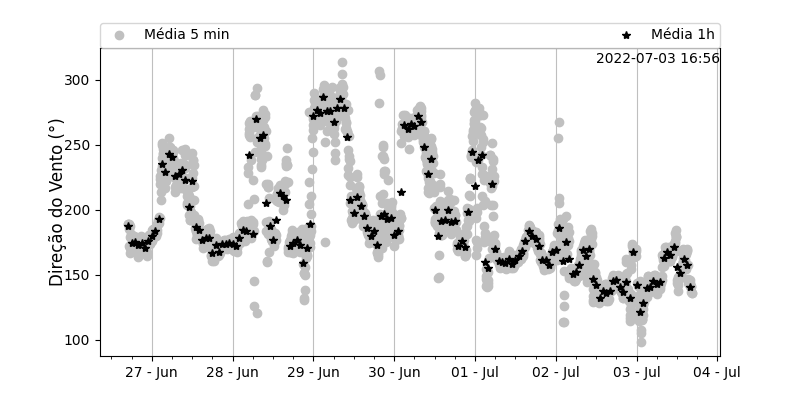 Média 5 min
Média 1h
2022-07-03 16:56
Direção do Vento (°)
300
250
200
150
100
27 - Jun
28 - Jun
29 - Jun
30 - Jun
01 - Jul
02 - Jul
03 - Jul
04 - Jul